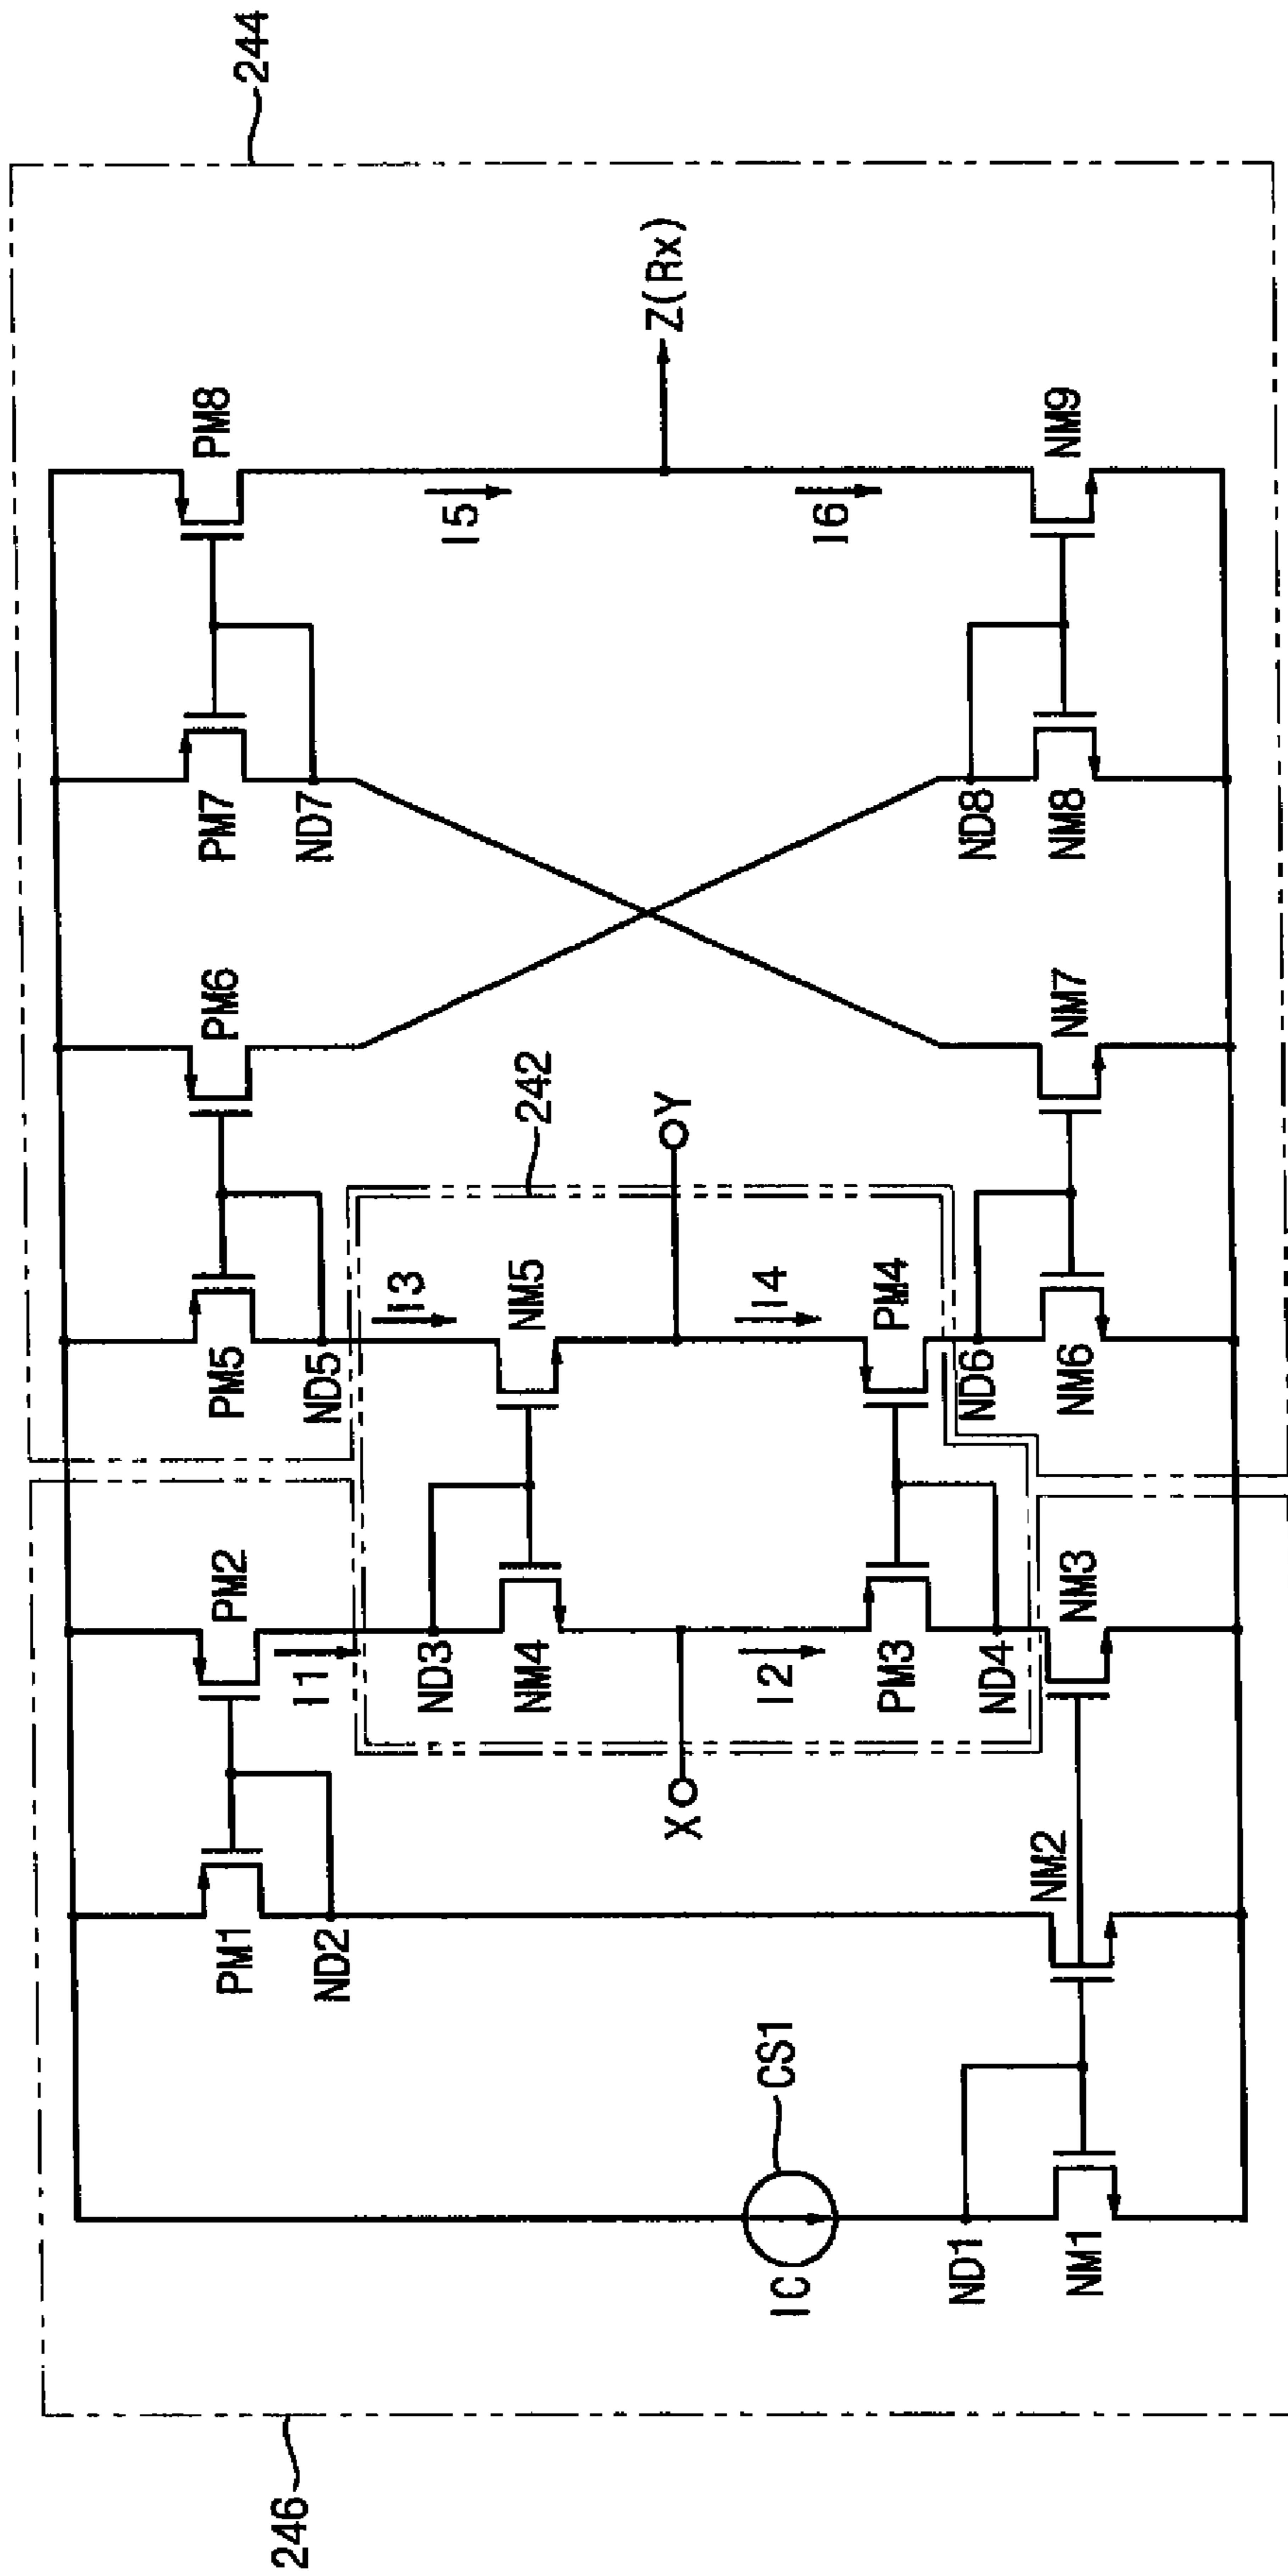 244
PM8
Z(Rx)
NM9
I5
I6
PM7
ND7
ND8
NM8
PM6
242
Y
NM7
I3
NM5
I4
PM4
PM5
ND5
ND6
NM6
PM2
I1
ND3
NM4
I2
PM3
ND4
NM3
X
PM1
ND2
NM2
CS1
IC
ND1
NM1
246